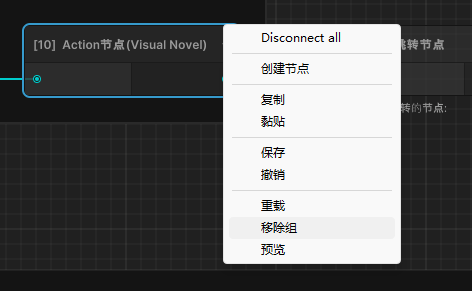 [10] Action节点(Visual Novel)
跳转节点
转的节点:
Disconnect all
创建节点
复制
黏贴
保存
撤销
重载
移除组
预览